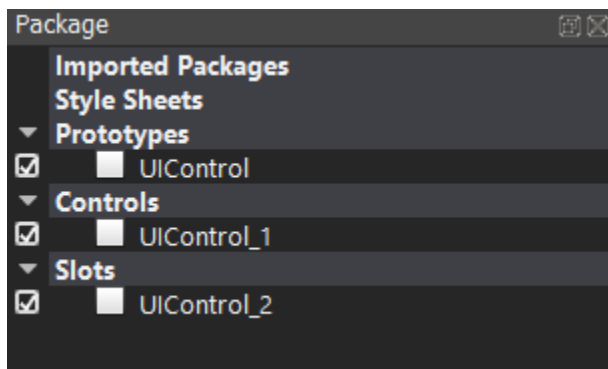 Package
Imported Packages
Style Sheets
Prototypes
UIControl
Controls
UIControl_1
Slots
UIControl_2